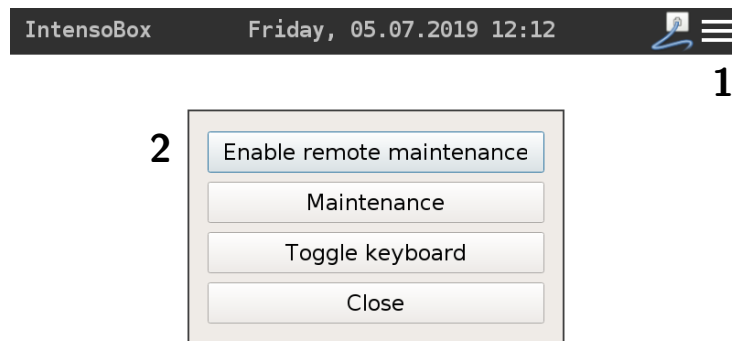 IntensoBox Friday, 05.07.2019 12:12
1
2
Enable remote maintenance
Maintenance
Toggle keyboard
Close